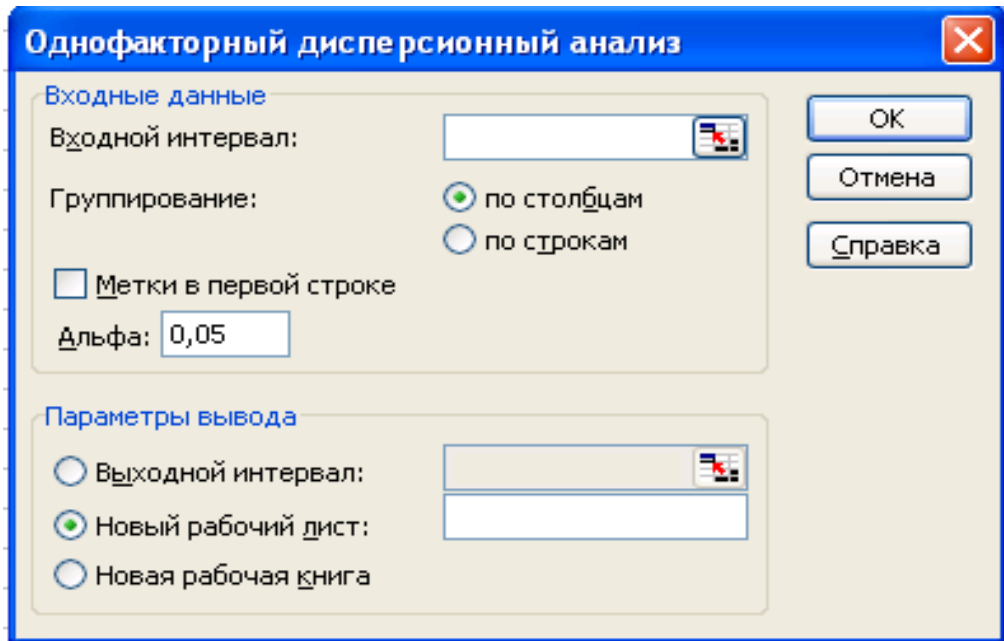 Однофакторный дисперсионный анализ
Входные данные
Входной интервал:
Группирование:
по столбцам
по строкам
Метки в первой строке
Альфа: 0,05
OK
Отмена
Справка
Параметры вывода
Выходной интервал:
Новый рабочий лист:
Новая рабочая книга